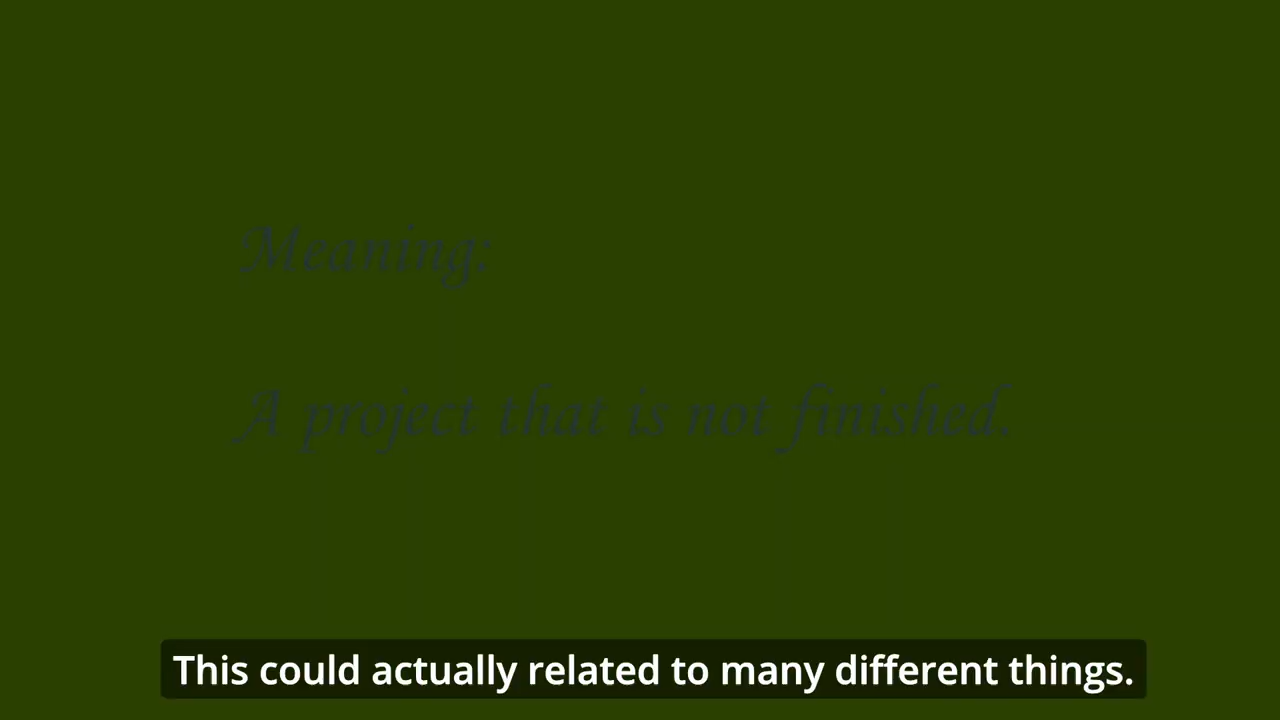 Meaning:
A project that is not finished.
This could actually related to many different things.